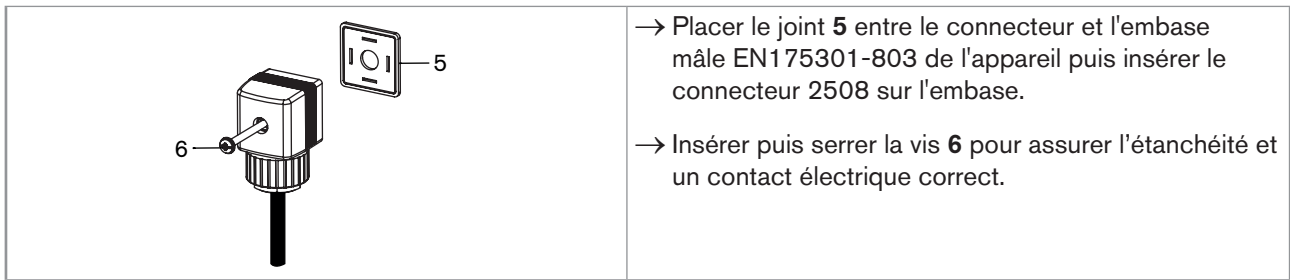 5
6
→ Placer le joint 5 entre le connecteur et l'embase
mâle EN175301-803 de l'appareil puis insérer le
connecteur 2508 sur l'embase.
→ Insérer puis serrer la vis 6 pour assurer l’étanchéité et
un contact électrique correct.